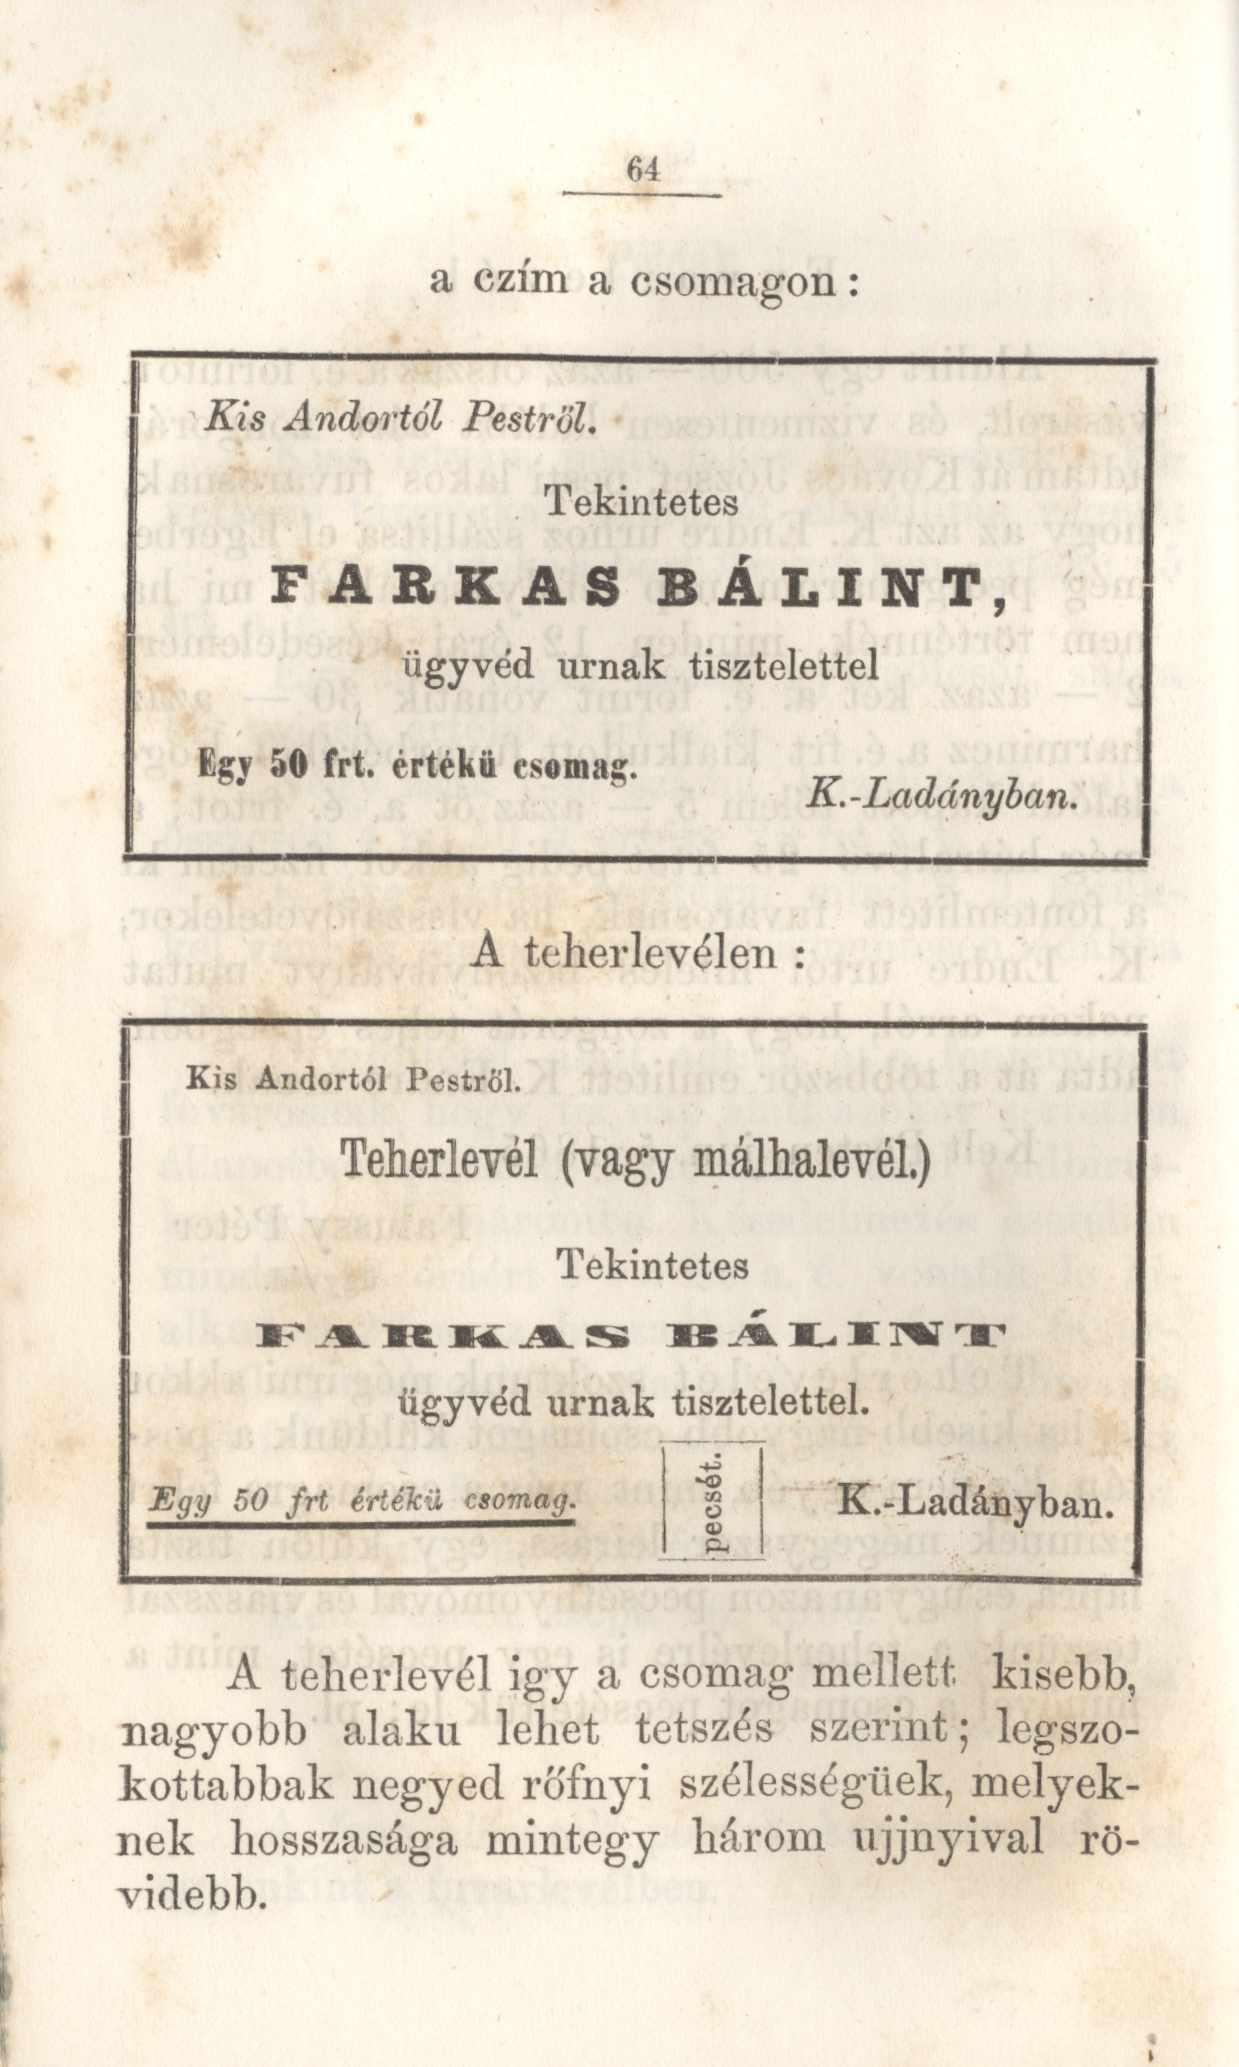 64
a czím a csomagon:
Kis Andortól Pestről.
Tekintetes
FARKAS BÁLINT,
ügyvéd urnak tisztelettel
Egy 50 frt. értékü csomag.
K.-Ladányban.
A teherlevélen:
Kis Andortól Pestről.
Teherlevél (vagy málhalevél.)
Tekintetes
FARKAS BÁLINT
ügyvéd urnak tisztelettel.
Egy 50 frt értékü csomag.
pecsét.
K.-Ladányban.
A teherlevél igy a csomag mellett kisebb,
nagyobb alaku lehet tetszés szerint; legszo-
kottabbak negyed rőfnyi szélességüek, melyek-
nek hosszasága mintegy három ujjnyival rö-
videbb.